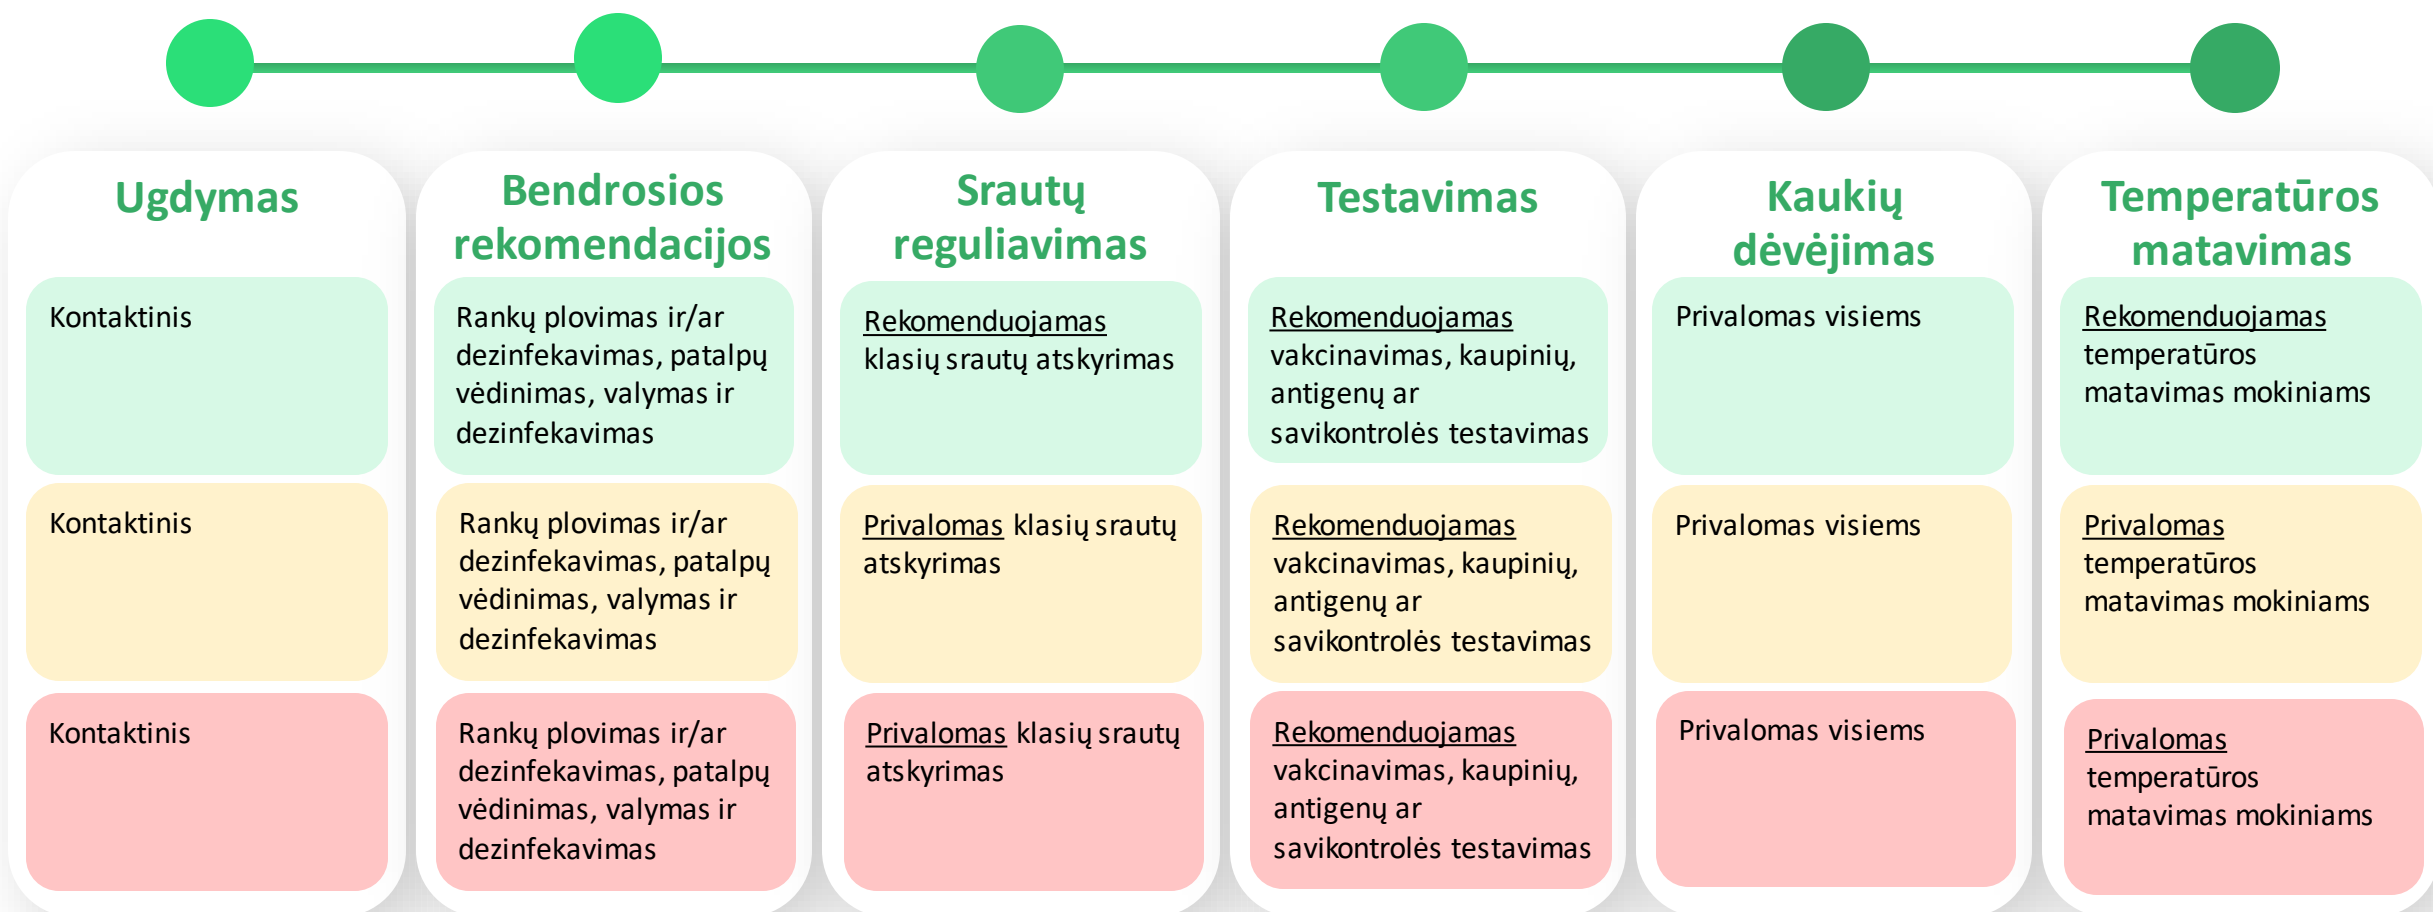 Ugdymas
Kontaktinis
Kontaktinis
Kontaktinis
Bendrosios
rekomendacijos
Rankų plovimas ir/ar
dezinfekavimas, patalpų
vėdinimas, valymas ir
dezinfekavimas
Rankų plovimas ir/ar
dezinfekavimas, patalpų
vėdinimas, valymas ir
dezinfekavimas
Rankų plovimas ir/ar
dezinfekavimas, patalpų
vėdinimas, valymas ir
dezinfekavimas
Srautų
reguliavimas
Rekomenduojamas
klasių srautų atskyrimas
Privalomas klasių srautų
atskyrimas
Privalomas klasių srautų
atskyrimas
Testavimas
Rekomenduojamas
vakcinavimas, kaupinių,
antigenų ar
savikontrolės testavimas
Rekomenduojamas
vakcinavimas, kaupinių,
antigenų ar
savikontrolės testavimas
Rekomenduojamas
vakcinavimas, kaupinių,
antigenų ar
savikontrolės testavimas
Kaukių
dėvėjimas
Privalomas visiems
Privalomas visiems
Privalomas visiems
Temperatūros
matavimas
Rekomenduojamas
temperatūros
matavimas mokiniams
Privalomas
temperatūros
matavimas mokiniams
Privalomas
temperatūros
matavimas mokiniams